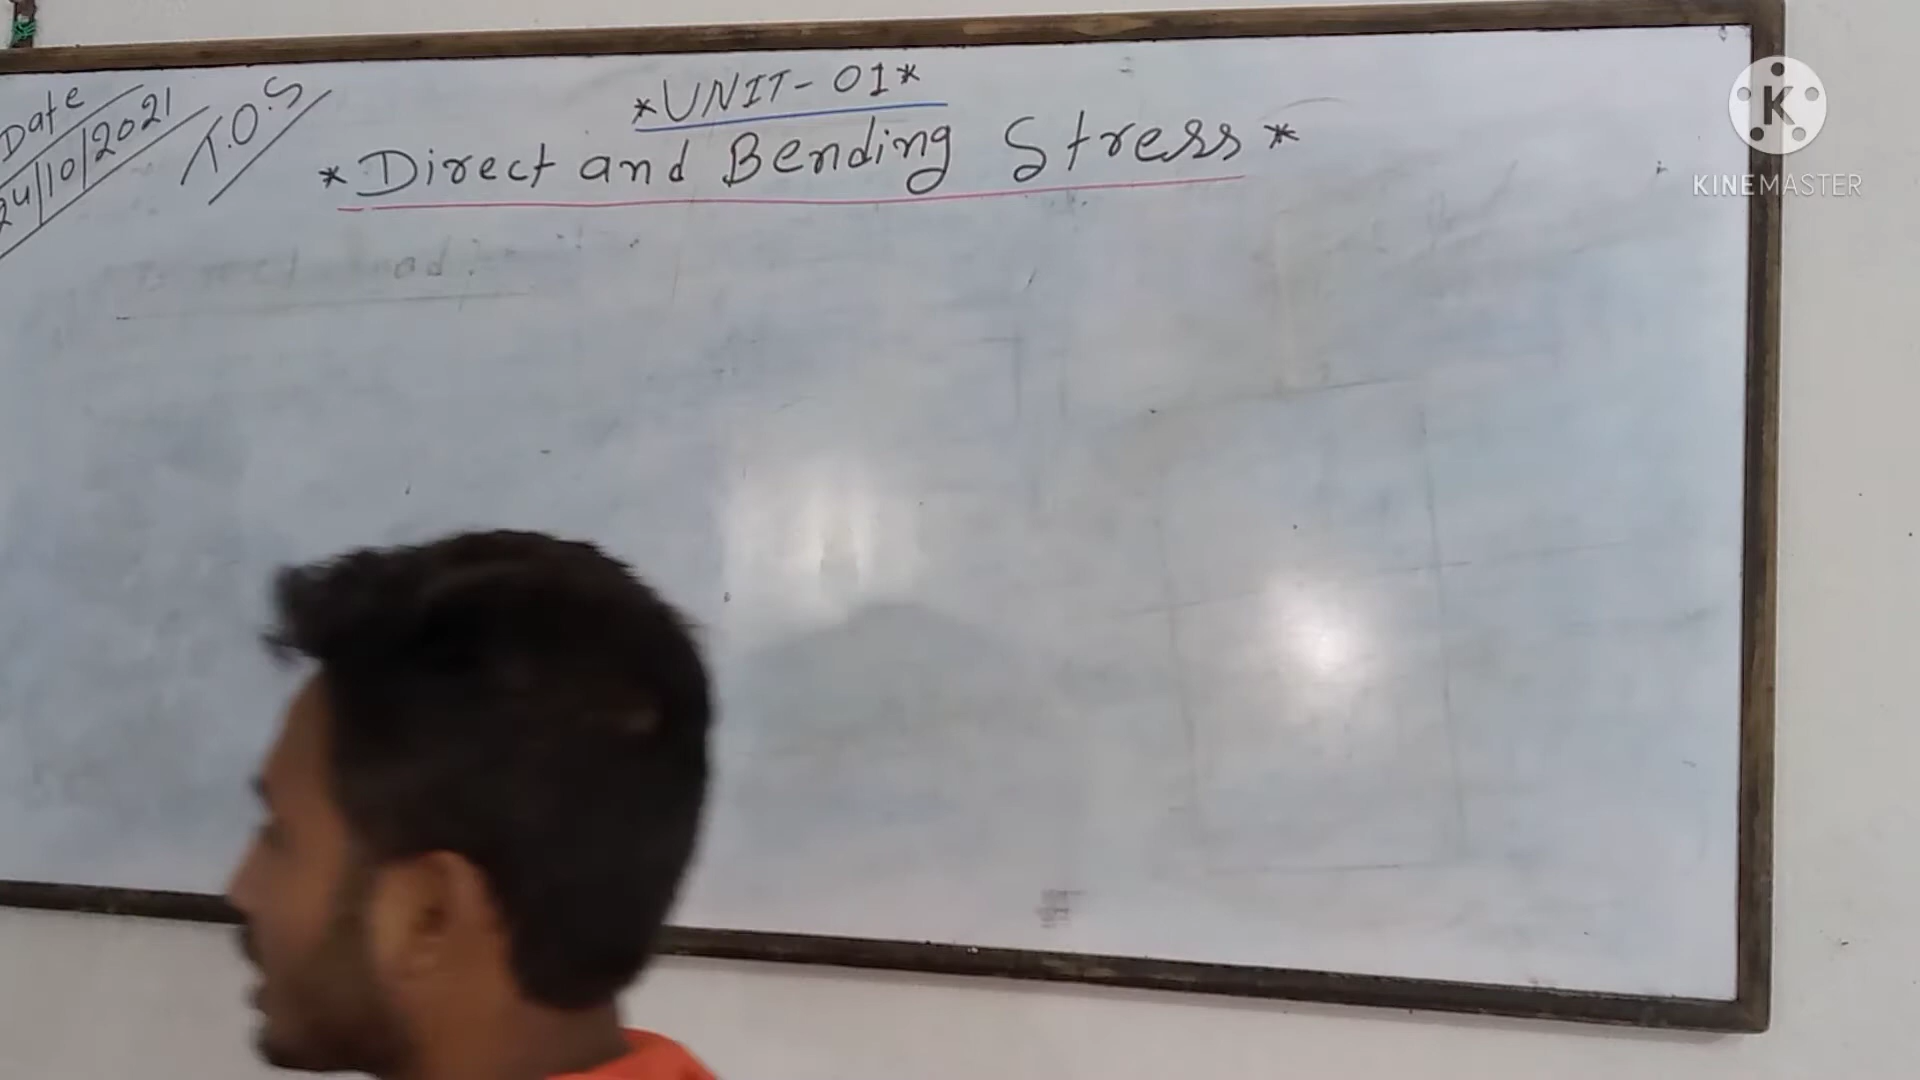 Date
24/10/2021
T.O.S
*UNIT-01*
*Direct and Bending Stress*
K
KINEMASTER